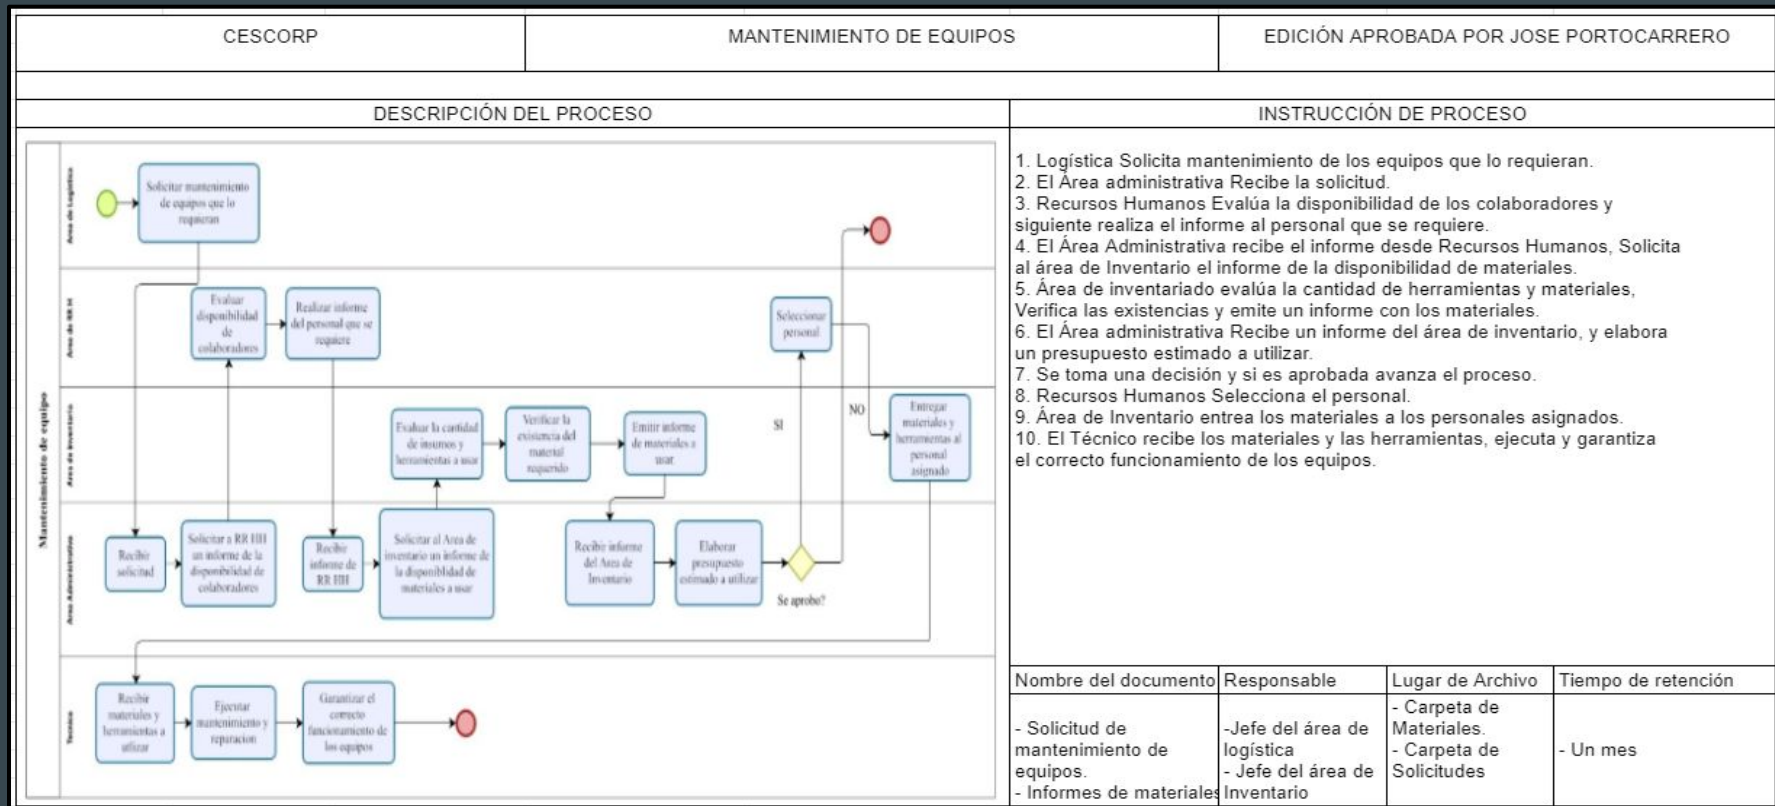 CESCORP
MANTENIMIENTO DE EQUIPOS
EDICIÓN APROBADA POR JOSE PORTOCARRERO
DESCRIPCIÓN DEL PROCESO
INSTRUCCIÓN DE PROCESO
Mantenimiento de equipo
Area de Logística
Solicitar mantenimiento
de equipos que lo
requieran
Area de RR.H
Evaluar
disponibilidad
de
colaboradores
Realizar informe
del personal que se
requiere
Seleccionar
personal
Area de Inventario
Evaluar la cantidad
de insumos y
herramientas a usar
Verificar la
existencia del
material
requerido
Emitir informe
de materiales a
usar
SI
NO
Entregar
materiales y
herramientas al
personal
asignado
Area Administrativa
Recibir
solicitud
Solicitar a RR HH
un informe de la
disponibilidad de
colaboradores
Recibir
informe de
RR HH
Solicitar al Area de
inventario un informe de
la disponiblidad de
materiales a usar
Recibir informe
del Area de
Inventario
Elaborar
presupuesto
estimado a utilizar
Se aprobo?
Tecnico
Recibir
materiales y
herramientas a
utlizar
Ejecutar
mantenimiento y
reparacion
Garantizar el
correcto
funcionamiento de
los equipos
1. Logística Solicita mantenimiento de los equipos que lo requieran.
2. El Área administrativa Recibe la solicitud.
3. Recursos Humanos Evalúa la disponibilidad de los colaboradores y
siguiente realiza el informe al personal que se requiere.
4. El Área Administrativa recibe el informe desde Recursos Humanos, Solicita
al área de Inventario el informe de la disponibilidad de materiales.
5. Área de inventariado evalúa la cantidad de herramientas y materiales,
Verifica las existencias y emite un informe con los materiales.
6. El Área administrativa Recibe un informe del área de inventario, y elabora
un presupuesto estimado a utilizar.
7. Se toma una decisión y si es aprobada avanza el proceso.
8. Recursos Humanos Selecciona el personal.
9. Área de Inventario entrea los materiales a los personales asignados.
10. El Técnico recibe los materiales y las herramientas, ejecuta y garantiza
el correcto funcionamiento de los equipos.
Nombre del documento
Responsable
Lugar de Archivo
Tiempo de retención
- Solicitud de
mantenimiento de
equipos.
- Informes de materiales
-Jefe del área de
logística
- Jefe del área de
Inventario
- Carpeta de
Materiales.
- Carpeta de
Solicitudes
- Un mes